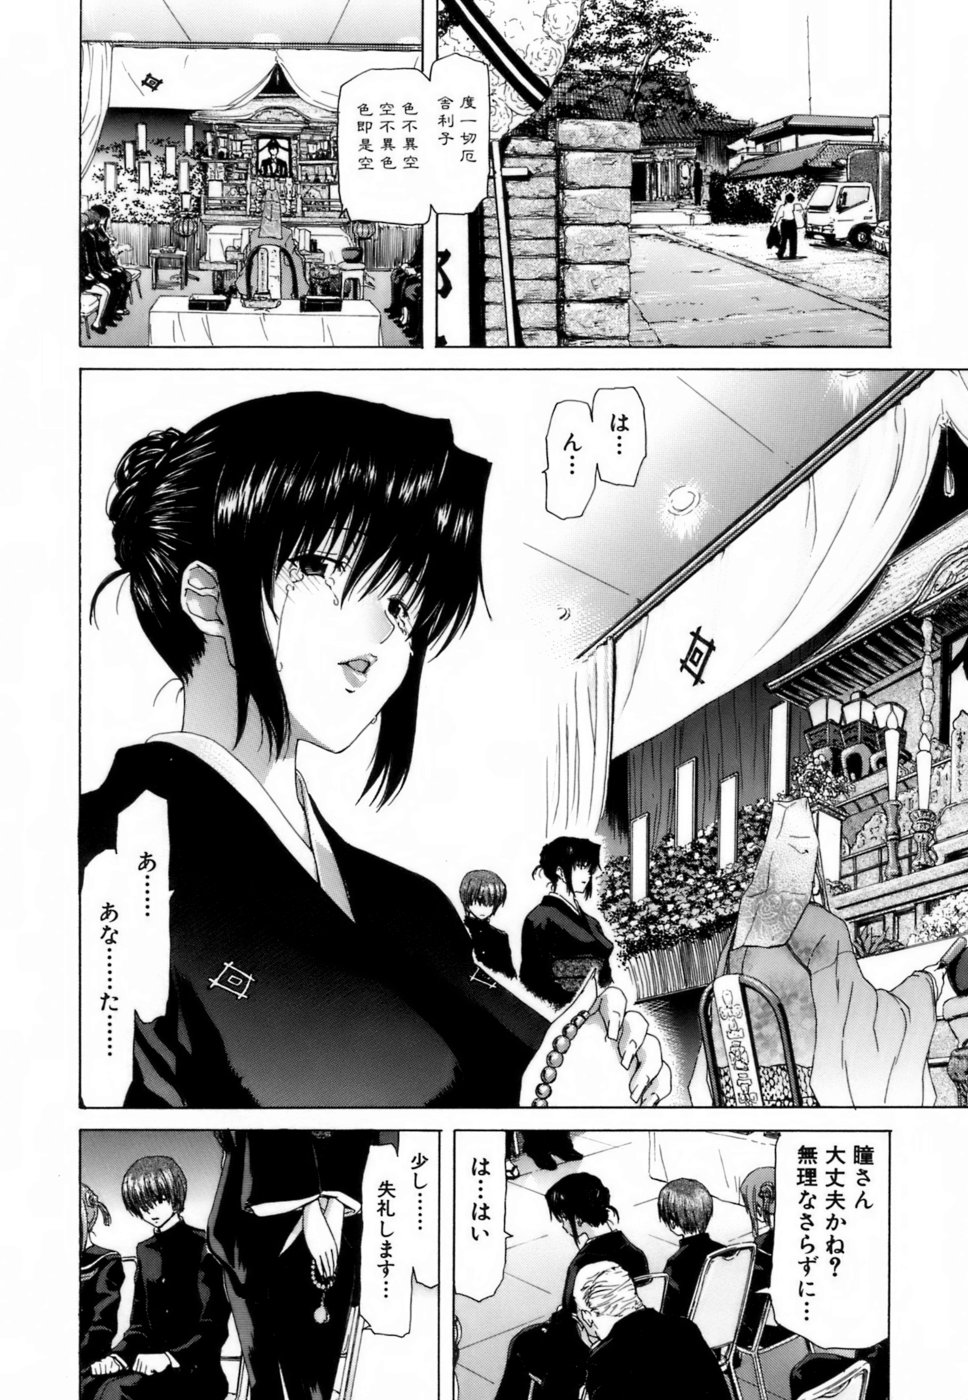 度一切厄
舎利子
色不異空
空不異色
色即是空
は…
ん…
あ……
あな……た……
瞳さん
大丈夫かね？
無理なさらずに…
は…はい
少し……
失礼します…